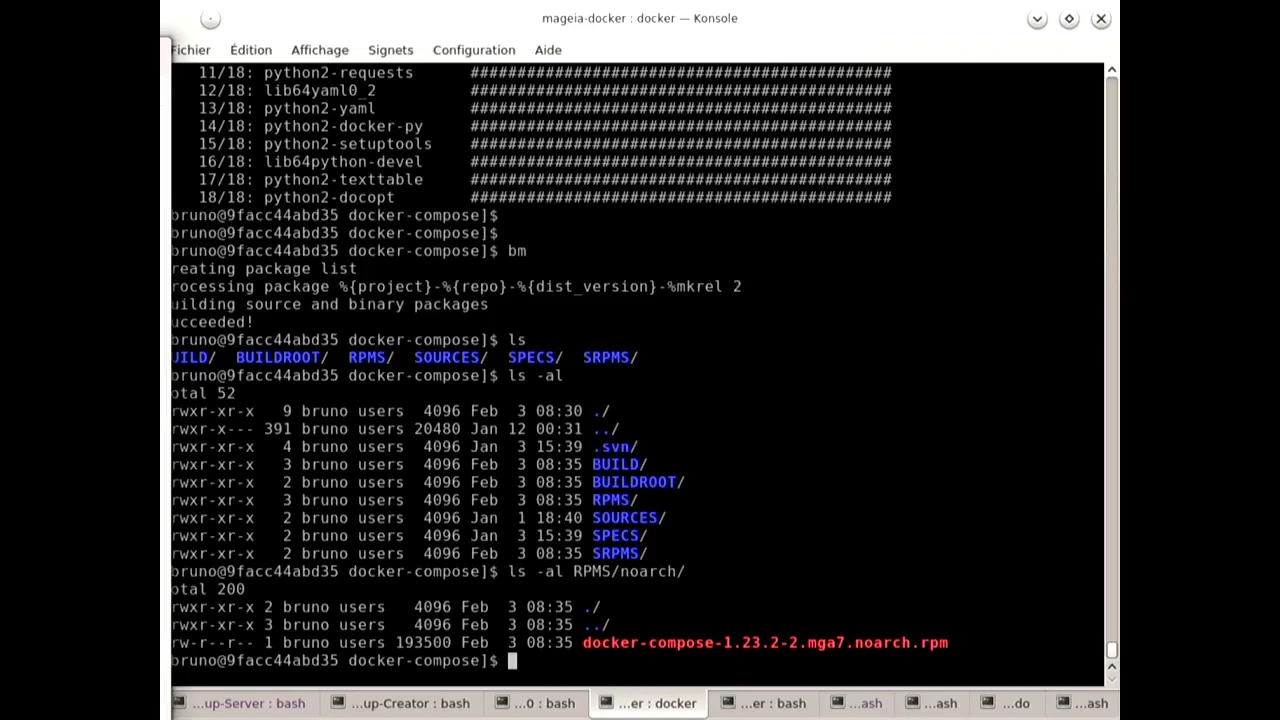 mageia-docker : docker — Konsole
Fichier Édition Affichage Signets Configuration Aide
11/18: python2-requests #############################################
12/18: lib64yaml0_2 #############################################
13/18: python2-yaml #############################################
14/18: python2-docker-py #############################################
15/18: python2-setuptools #############################################
16/18: lib64python-devel #############################################
17/18: python2-texttable #############################################
18/18: python2-docopt #############################################
bruno@9facc44abd35 docker-compose]$
bruno@9facc44abd35 docker-compose]$
bruno@9facc44abd35 docker-compose]$ bm
reating package list
rocessing package %{project}-%{repo}-%{dist_version}-%mkrel 2
uilding source and binary packages
ucceeded!
bruno@9facc44abd35 docker-compose]$ ls
UILD/ BUILDROOT/ RPMS/ SOURCES/ SPECS/ SRPMS/
bruno@9facc44abd35 docker-compose]$ ls -al
otal 52
rwxr-xr-x 9 bruno users 4096 Feb 3 08:30 ./
rwxr-x--- 391 bruno users 20480 Jan 12 00:31 ../
rwxr-xr-x 4 bruno users 4096 Jan 3 15:39 .svn/
rwxr-xr-x 3 bruno users 4096 Feb 3 08:35 BUILD/
rwxr-xr-x 2 bruno users 4096 Feb 3 08:35 BUILDROOT/
rwxr-xr-x 3 bruno users 4096 Feb 3 08:35 RPMS/
rwxr-xr-x 2 bruno users 4096 Jan 1 18:40 SOURCES/
rwxr-xr-x 2 bruno users 4096 Jan 3 15:39 SPECS/
rwxr-xr-x 2 bruno users 4096 Feb 3 08:35 SRPMS/
bruno@9facc44abd35 docker-compose]$ ls -al RPMS/noarch/
otal 200
rwxr-xr-x 2 bruno users 4096 Feb 3 08:35 ./
rwxr-xr-x 3 bruno users 4096 Feb 3 08:35 ../
rw-r--r-- 1 bruno users 193500 Feb 3 08:35 docker-compose-1.23.2-2.mga7.noarch.rpm
bruno@9facc44abd35 docker-compose]$
...up-Server : bash ...up-Creator : bash ...0 : bash ...er : docker ...er : bash ...ash ...ash ...do ...ash